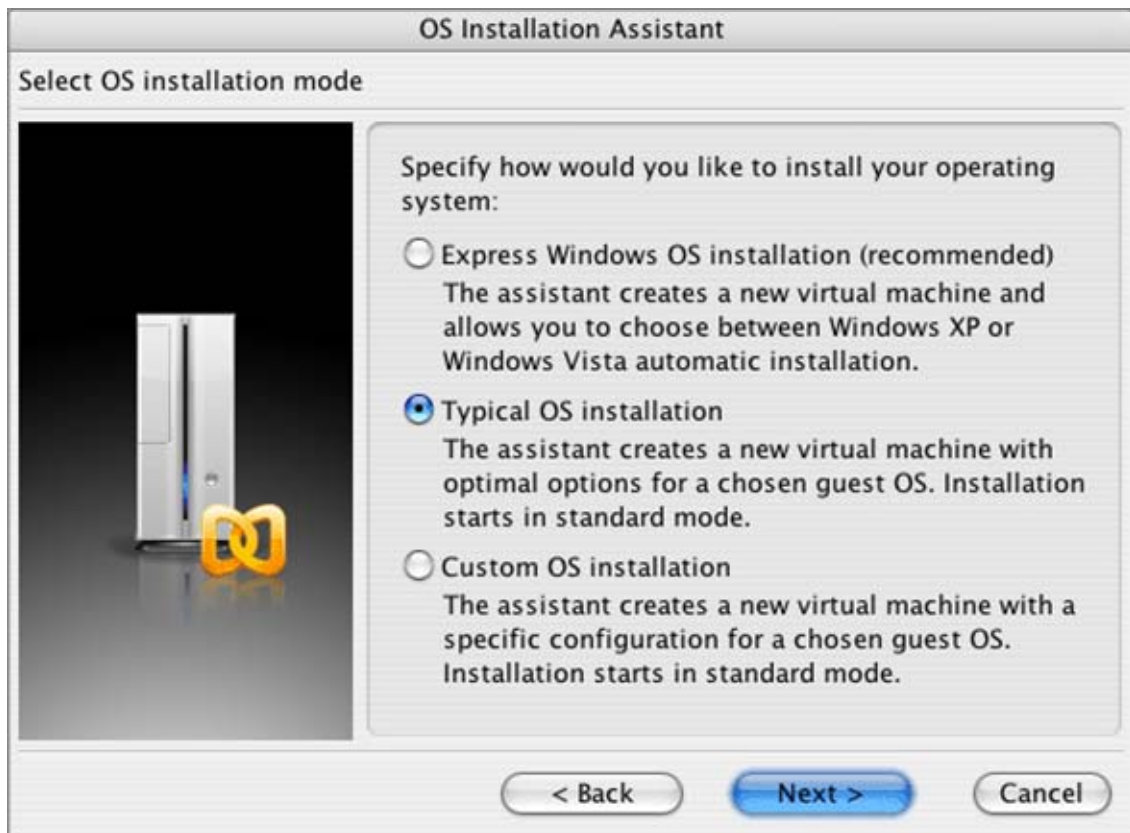 OS Installation Assistant
Select OS installation mode
Specify how would you like to install your operating
system:
Express Windows OS installation (recommended)
The assistant creates a new virtual machine and
allows you to choose between Windows XP or
Windows Vista automatic installation.
Typical OS installation
The assistant creates a new virtual machine with
optimal options for a chosen guest OS. Installation
starts in standard mode.
Custom OS installation
The assistant creates a new virtual machine with a
specific configuration for a chosen guest OS.
Installation starts in standard mode.
< Back
Next >
Cancel